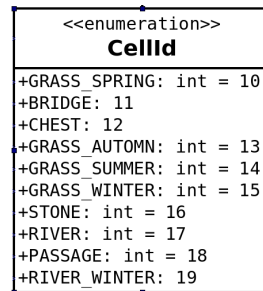 <<enumeration>>
CellId
+GRASS_SPRING: int = 10
+BRIDGE: 11
+CHEST: 12
+GRASS_AUTOMN: int = 13
+GRASS_SUMMER: int = 14
+GRASS_WINTER: int = 15
+STONE: int = 16
+RIVER: int = 17
+PASSAGE: int = 18
+RIVER_WINTER: 19